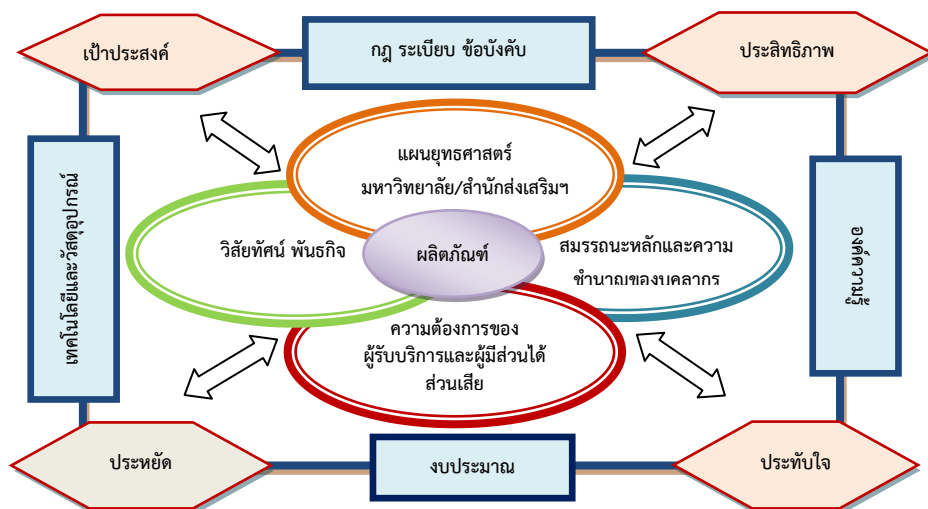 เป้าประสงค์
กฎ ระเบียบ ข้อบังคับ
ประสิทธิภาพ
แผนยุทธศาสตร์
มหาวิทยาลัย/สำนักส่งเสริมฯ
เทคโนโลยีและวัสดุอุปกรณ์
วิสัยทัศน์ พันธกิจ
ผลิตภัณฑ์
สมรรถนะหลักและความ
ชำนาญของบุคลากร
องค์ความรู้
ความต้องการของ
ผู้รับบริการและผู้มีส่วนได้
ส่วนเสีย
ประหยัด
งบประมาณ
ประทับใจ